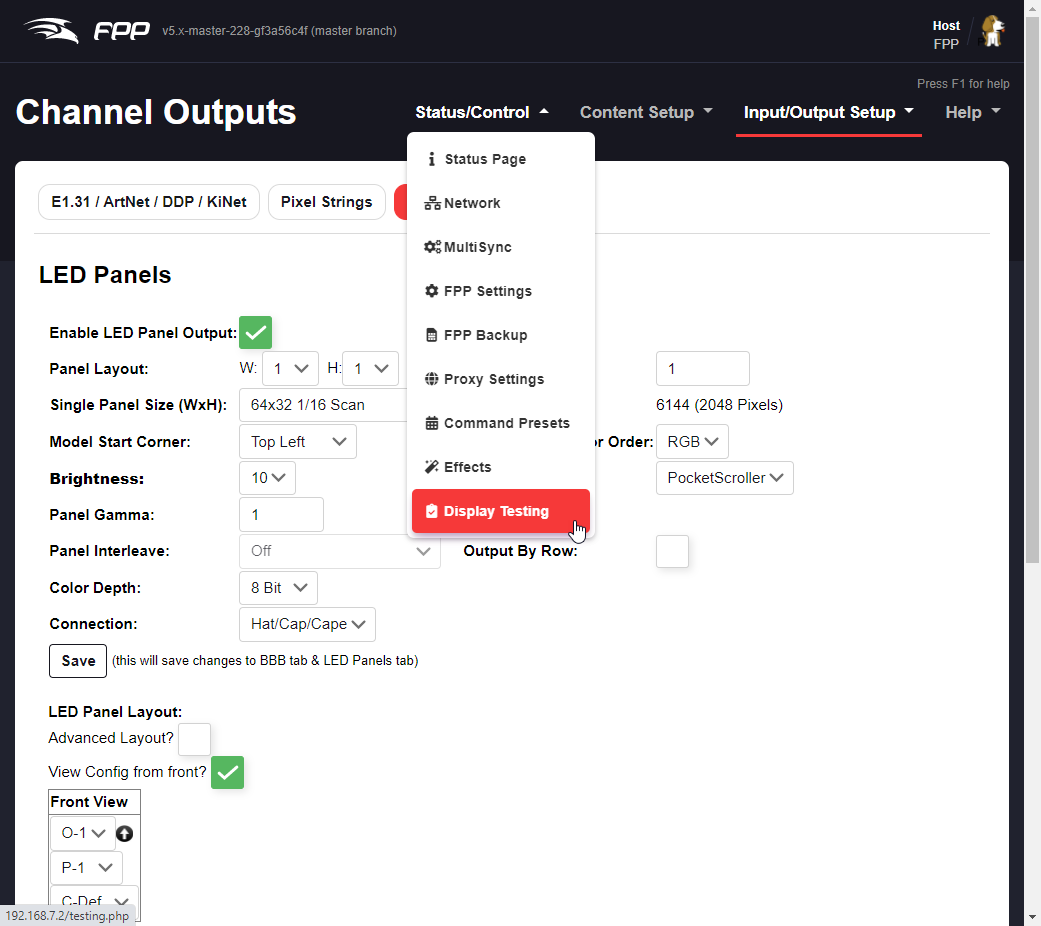 FPP v5.x-master-228-gf3a56c4f (master branch)
Host
FPP
Press F1 for help
Channel Outputs
Status/Control
Content Setup
Input/Output Setup
Help
Status Page
Network
MultiSync
FPP Settings
FPP Backup
Proxy Settings
Command Presets
Effects
Display Testing
E1.31 / ArtNet / DDP / KiNet
Pixel Strings
LED Panels
Enable LED Panel Output:
Panel Layout: W: 1 H: 1
1
Single Panel Size (WxH): 64x32 1/16 Scan
6144 (2048 Pixels)
Model Start Corner: Top Left
r Order: RGB
Brightness: 10
PocketScroller
Panel Gamma: 1
Panel Interleave: Off
Output By Row:
Color Depth: 8 Bit
Connection: Hat/Cap/Cape
Save (this will save changes to BBB tab & LED Panels tab)
LED Panel Layout:
Advanced Layout?
View Config from front?
Front View
O-1
P-1
C-Def
192.168.7.2/testing.php